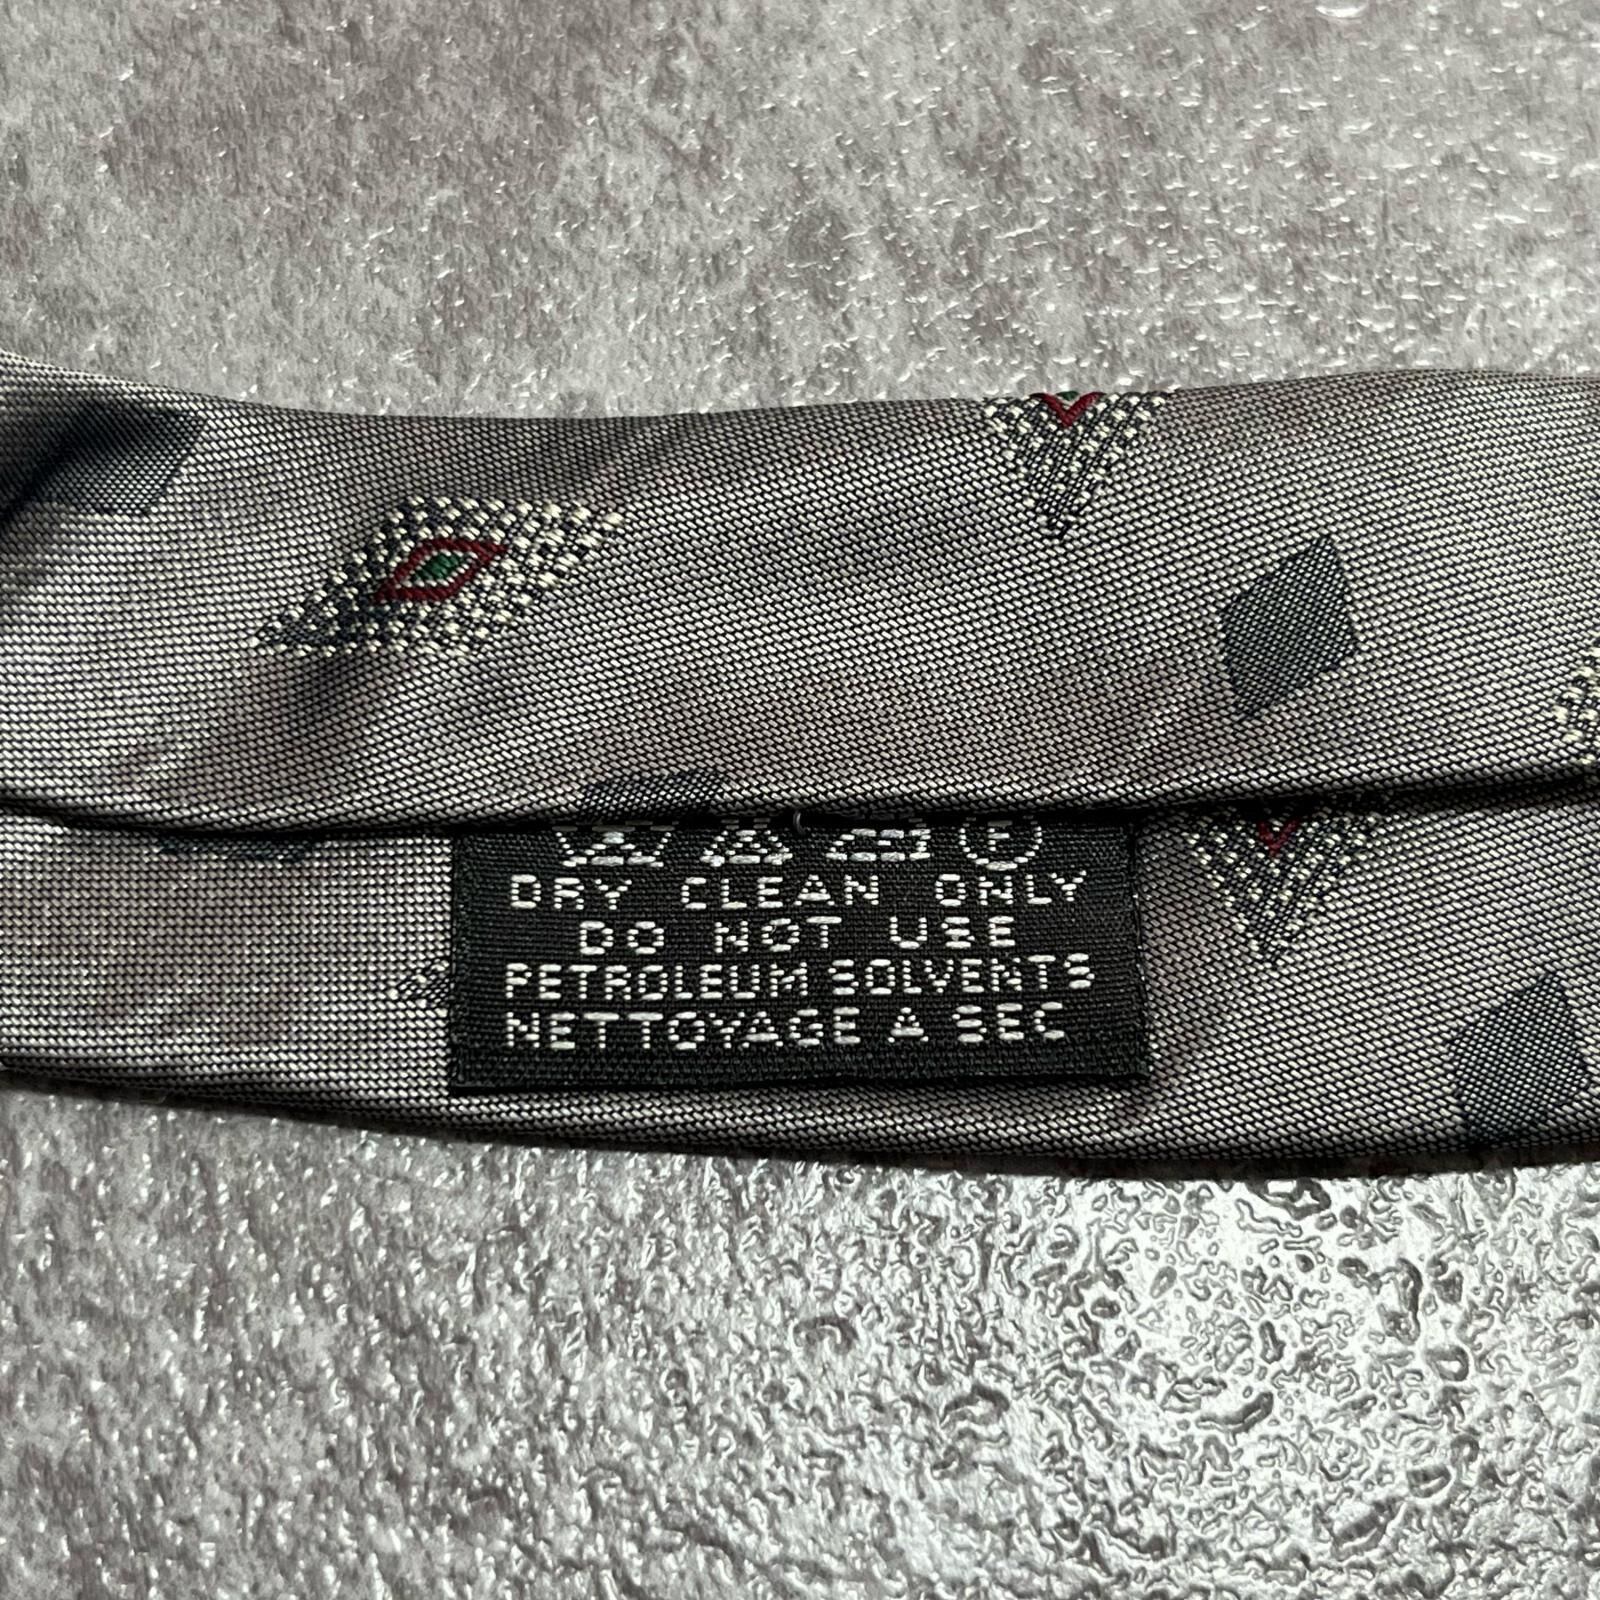 F
DRY CLEAN ONLY
DO NOT USE
PETROLEUM SOLVENTS
NETTOYAGE A SEC